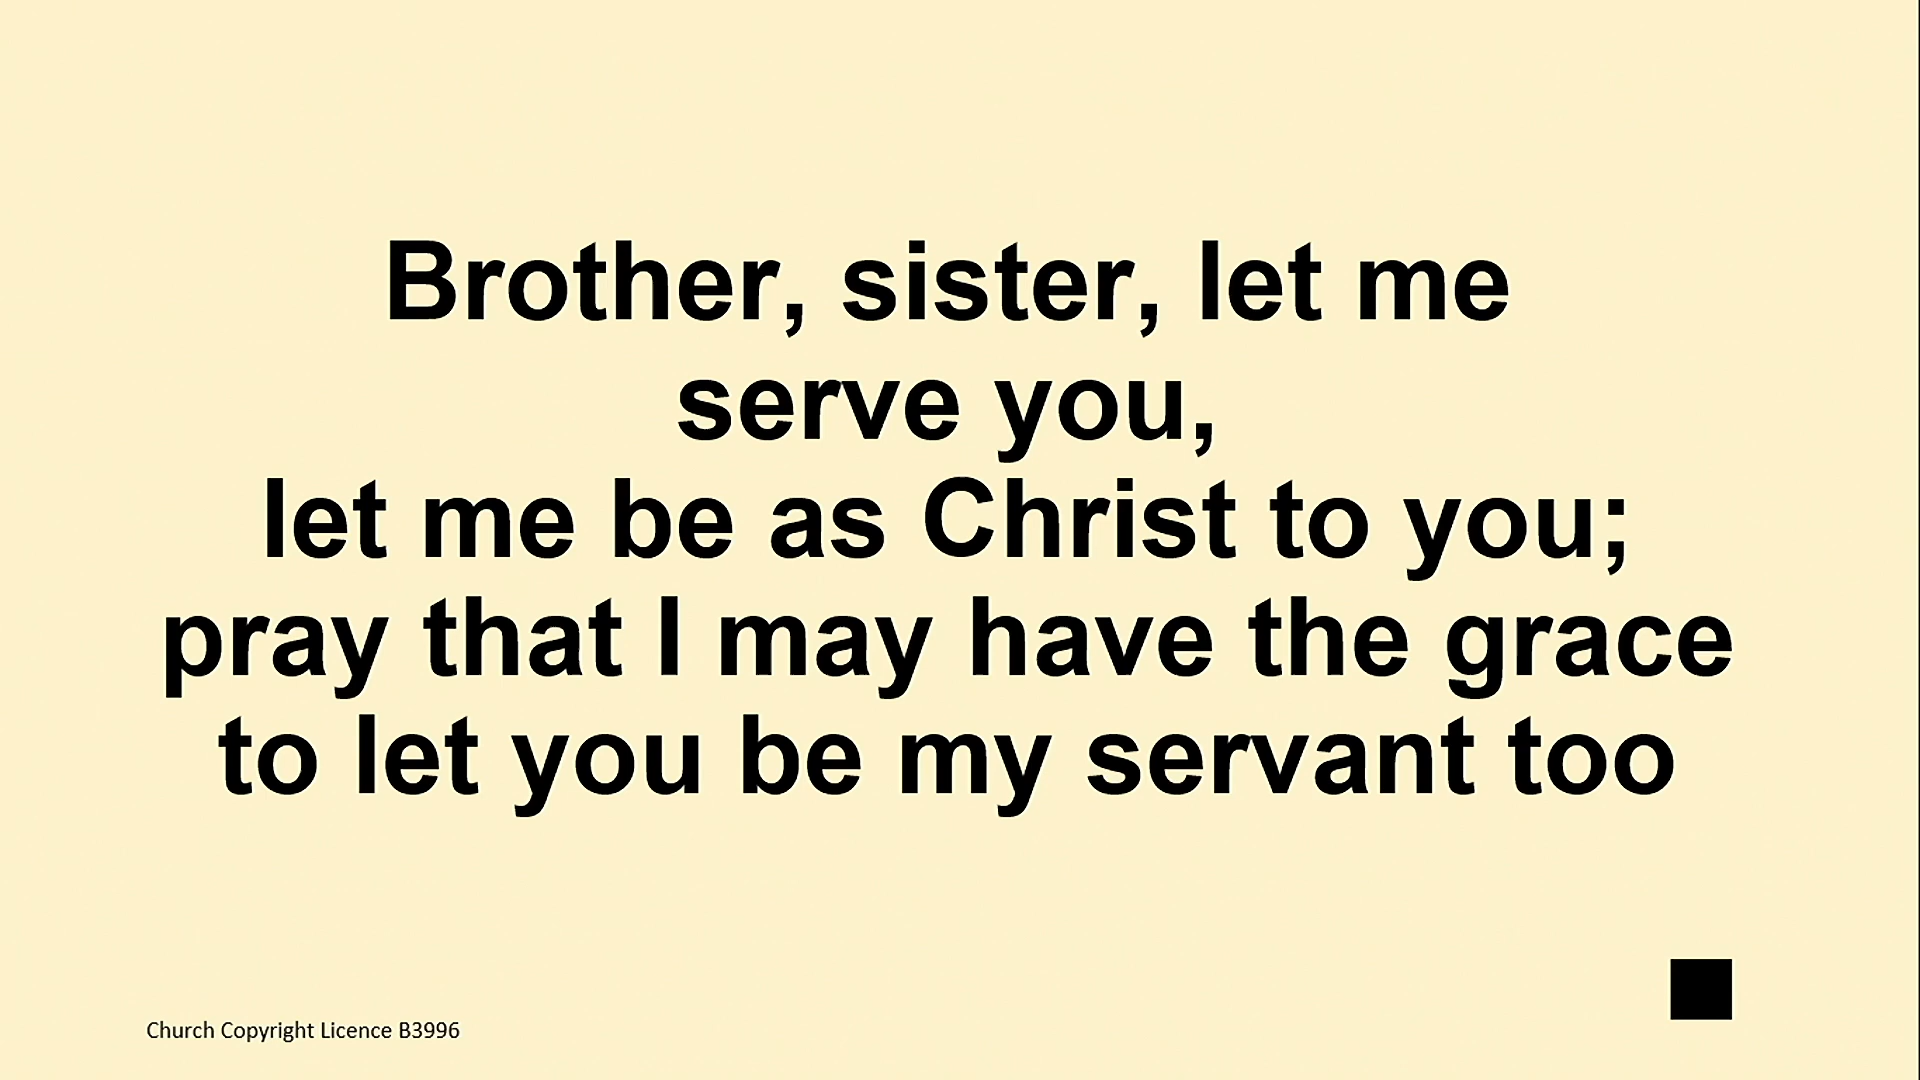 Brother, sister, let me
serve you,
let me be as Christ to you;
pray that I may have the grace
to let you be my servant too
Church Copyright Licence B3996